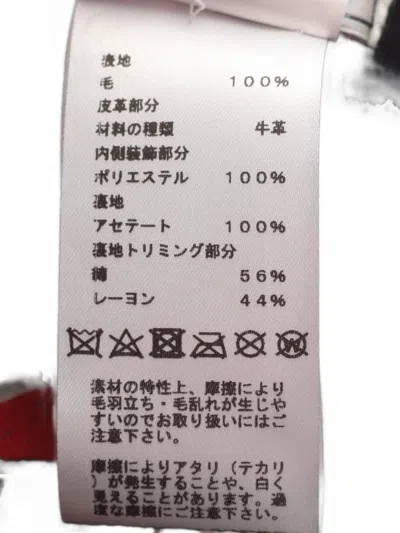 表地
毛 100%
皮革部分
材料の種類 牛革
内側装飾部分
ポリエステル 100%
裏地
アセテート 100%
裏地トリミング部分
綿 56%
レーヨン 44%
素材の特性上、摩擦により
毛羽立ち・毛乱れが生じや
すいのでお取り扱いにはご
注意下さい。
摩擦によりアタリ(テカリ
)が発生することや、白く
見えることがあります。過
度な摩擦にご注意下さい。